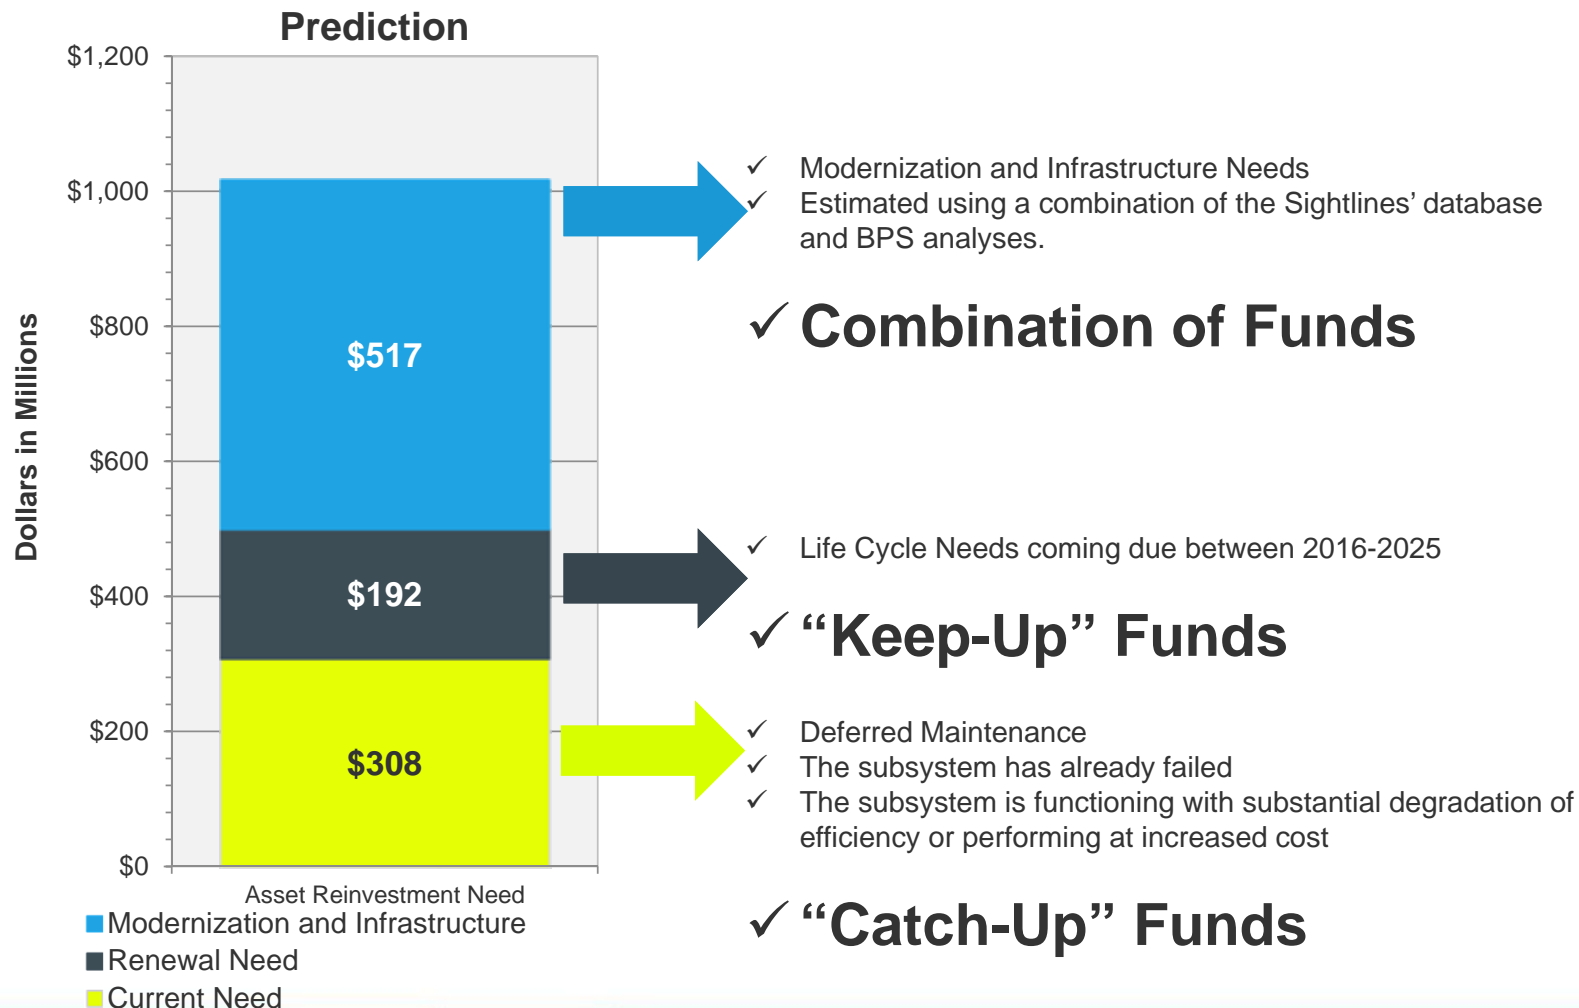 Prediction
$1,200
$1,000
$800
$600
$400
$200
$0
Dollars in Millions
$517
$192
$308
Asset Reinvestment Need
Modernization and Infrastructure
Renewal Need
Current Need
✓ Modernization and Infrastructure Needs
✓ Estimated using a combination of the Sightlines’ database
and BPS analyses.
✓ Combination of Funds
✓ Life Cycle Needs coming due between 2016-2025
✓ “Keep-Up” Funds
✓ Deferred Maintenance
✓ The subsystem has already failed
✓ The subsystem is functioning with substantial degradation of
efficiency or performing at increased cost
✓ “Catch-Up” Funds